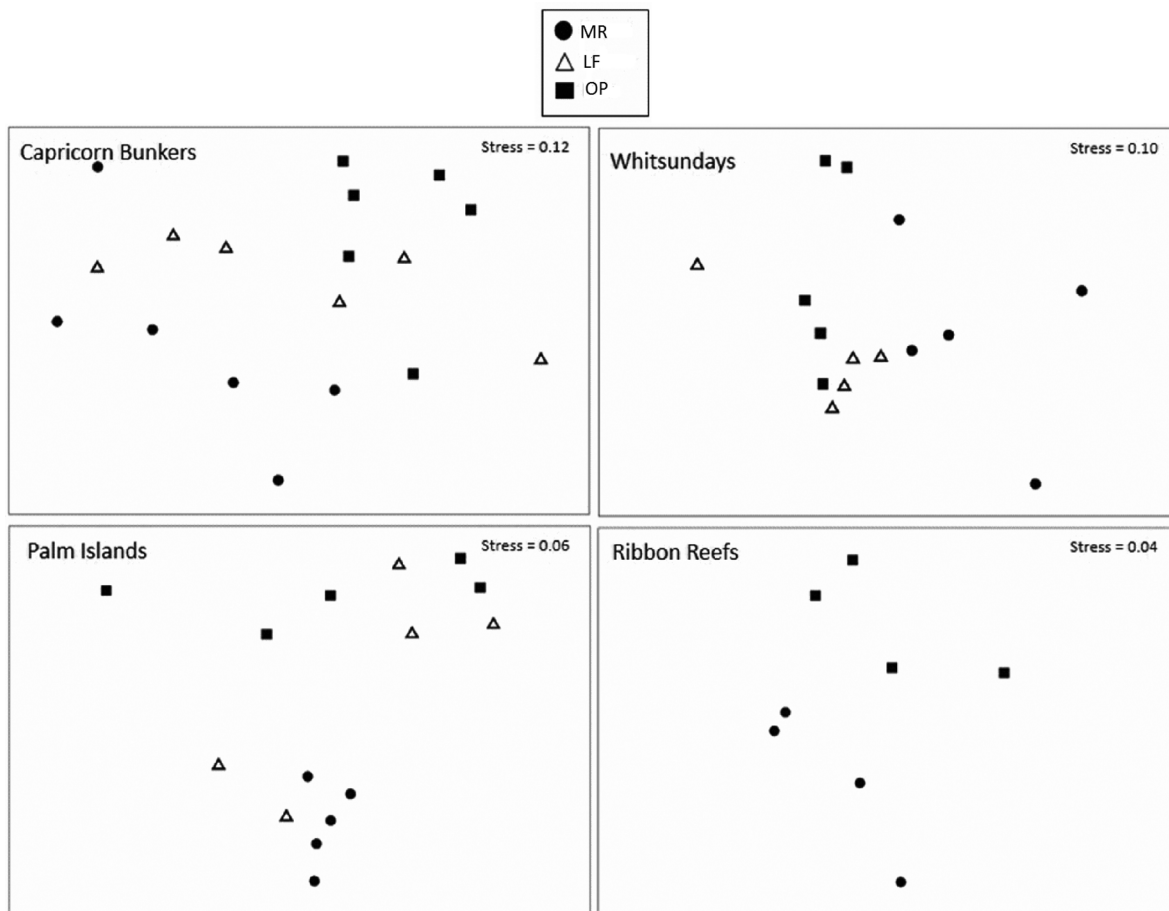 MR
LF
OP
Capricorn Bunkers
Stress = 0.12
Whitsundays
Stress = 0.10
Palm Islands
Stress = 0.06
Ribbon Reefs
Stress = 0.04